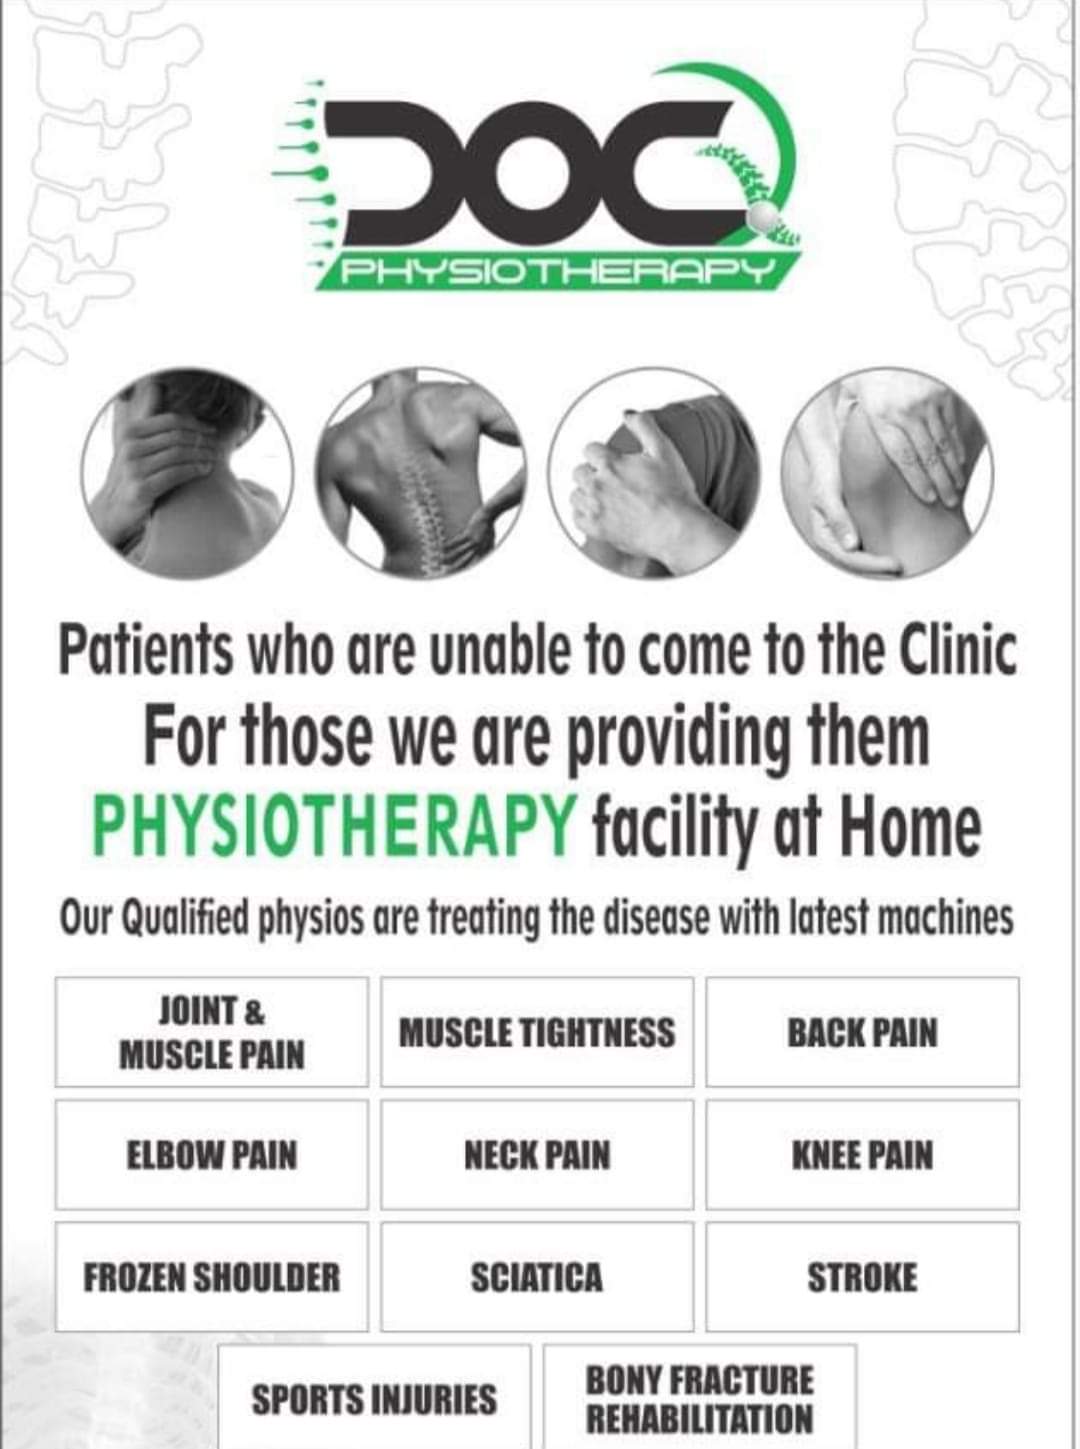 DOC
PHYSIOTHERAPY
Patients who are unable to come to the Clinic
For those we are providing them
PHYSIOTHERAPY facility at Home
Our Qualified physios are treating the disease with latest machines
JOINT &
MUSCLE PAIN
MUSCLE TIGHTNESS
BACK PAIN
ELBOW PAIN
NECK PAIN
KNEE PAIN
FROZEN SHOULDER
SCIATICA
STROKE
SPORTS INJURIES
BONY FRACTURE
REHABILITATION